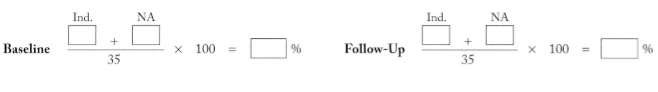 Ind. NA Ind. NA
Baseline + × 100 = % Follow-Up + × 100 = %
35 35